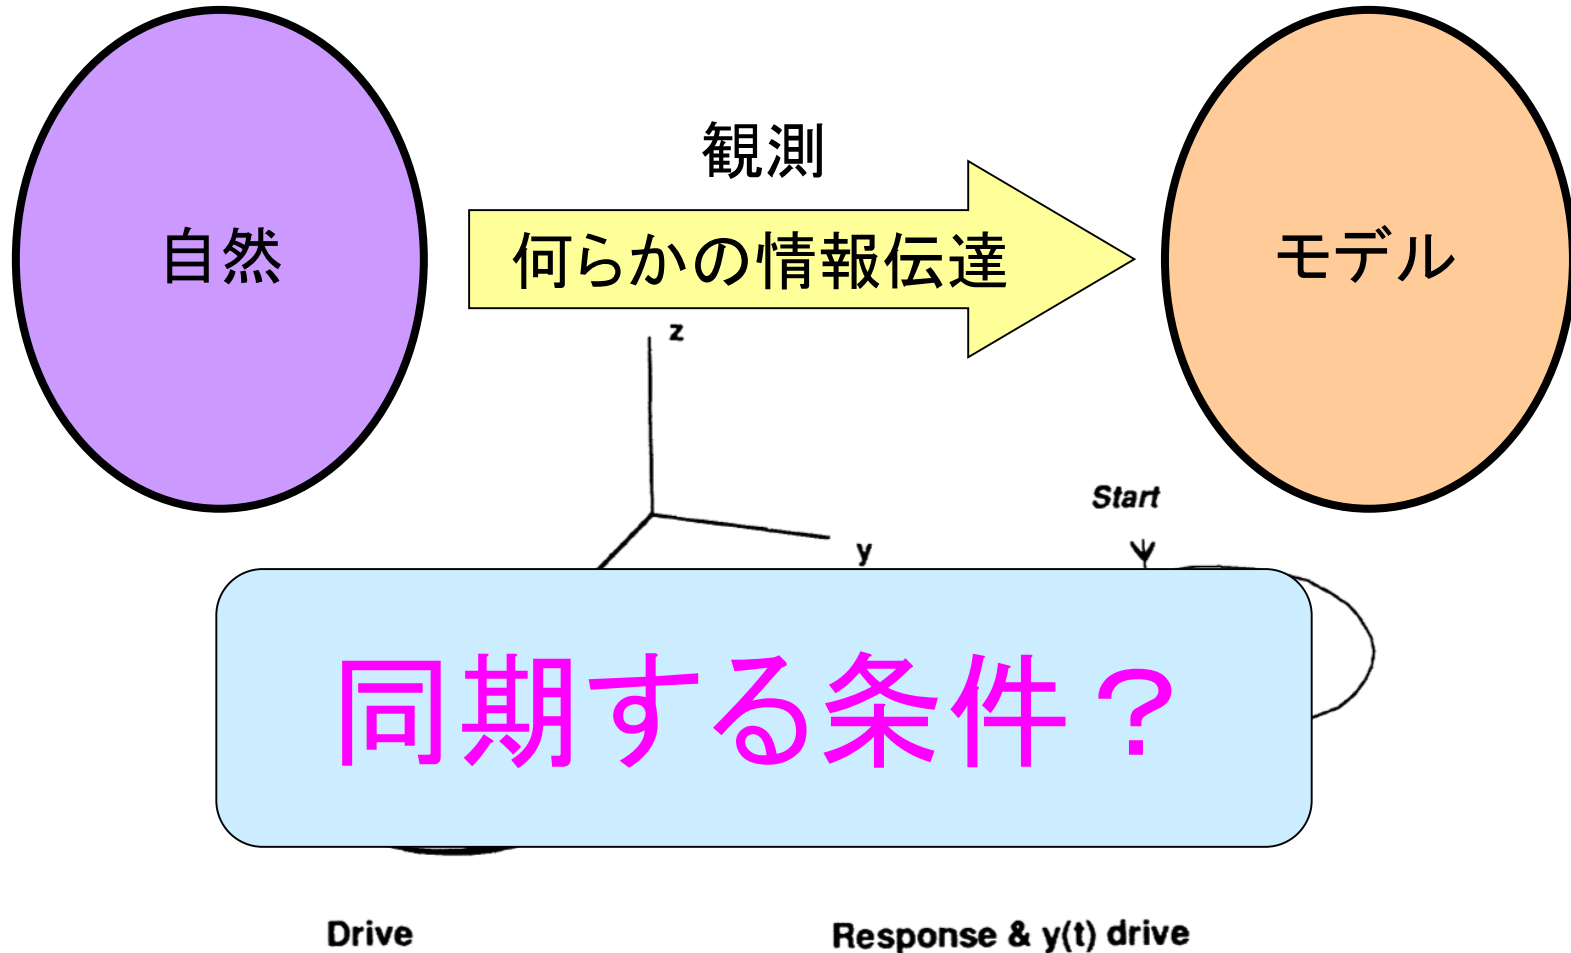 観測
自然
何らかの情報伝達
モデル
z
Start
y
同期する条件？
Drive
Response & y(t) drive